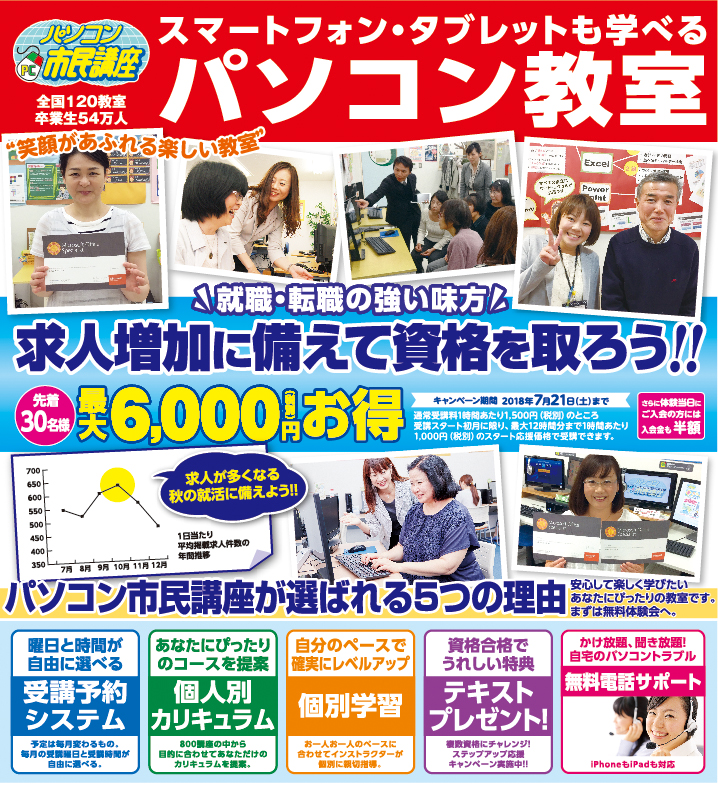 パソコン
市民講座
PC
全国120教室
卒業生54万人
スマートフォン・タブレットも学べる
パソコン教室
“笑顔があふれる楽しい教室”
Microsoft Office
Specialist
Excel
Power
Point
就職・転職の強い味方
求人増加に備えて資格を取ろう!!
先着
30名様
最大6,000円(税別)お得
キャンペーン期間 2018年7月21日(土)まで
通常受講料1時間あたり1,500円(税別)のところ
受講スタート初月に限り、最大12時間分まで1時間あたり
1,000円(税別)のスタート応援価格で受講できます。
さらに体験当日に
ご入会の方には
入会金も半額
700
650
600
550
500
450
400
350
7月 8月 9月 10月 11月 12月
求人が多くなる
秋の就活に備えよう!!
1日当たり
平均掲載求人件数の
年間推移
パソコン市民講座が選ばれる5つの理由
安心して楽しく学びたい
あなたにぴったりの教室です。
まずは無料体験会へ。
曜日と時間が
自由に選べる
受講予約
システム
予定は毎月変わるもの。
毎月の受講曜日と受講時間が
自由に選べる。
あなたにぴったり
のコースを提案
個人別
カリキュラム
800講座の中から
目的に合わせてあなただけの
カリキュラムを提案。
自分のペースで
確実にレベルアップ
個別学習
お一人お一人のペースに
合わせてインストラクターが
個別に親切指導。
資格合格で
うれしい特典
テキスト
プレゼント!
複数資格にチャレンジ!
ステップアップ応援
キャンペーン実施中!!
かけ放題、聞き放題!
自宅のパソコントラブル
無料電話サポート
iPhoneもiPadも対応